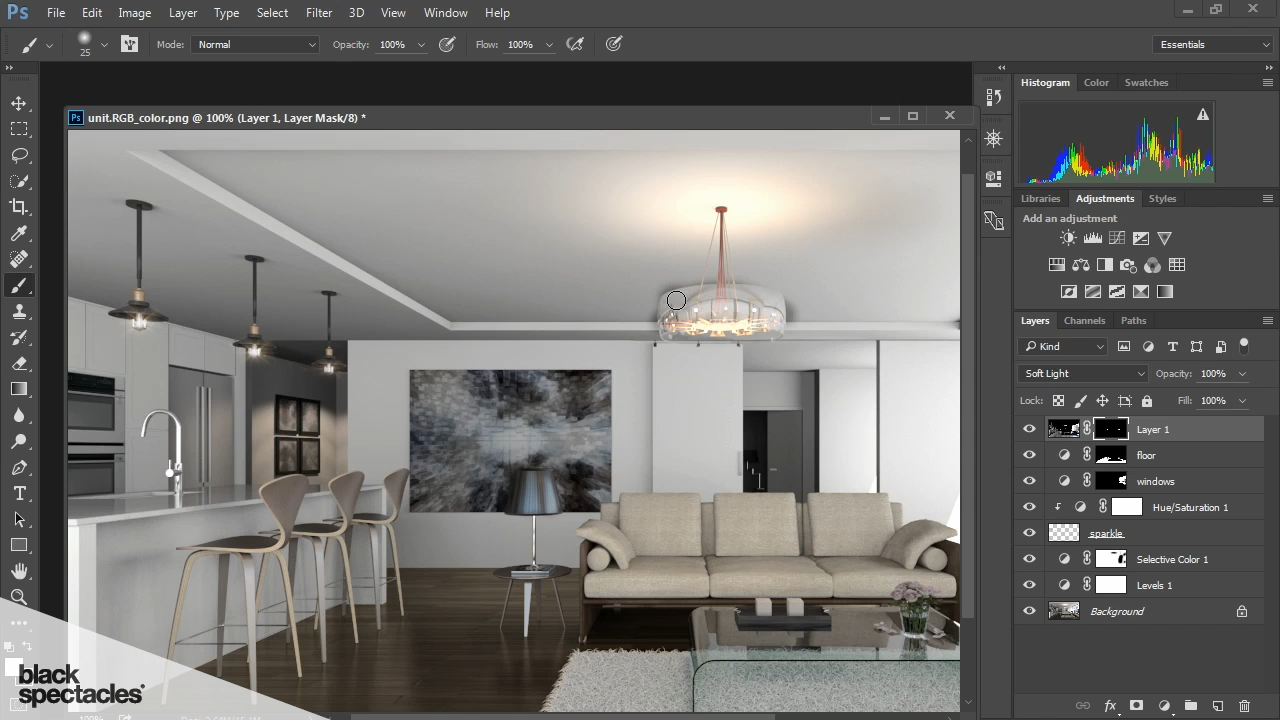 Ps File Edit Image Layer Type Select Filter 3D View Window Help
25 Mode: Normal Opacity: 100% Flow: 100% Essentials
Ps unit.RGB_color.png @ 100% (Layer 1, Layer Mask/8) *
Histogram Color Swatches
Libraries Adjustments Styles
Add an adjustment
Layers Channels Paths
Kind
Soft Light Opacity: 100%
Lock: Fill: 100%
Layer 1
floor
windows
Hue/Saturation 1
sparkle
Selective Color 1
Levels 1
Background
fx
black
spectacles
100%